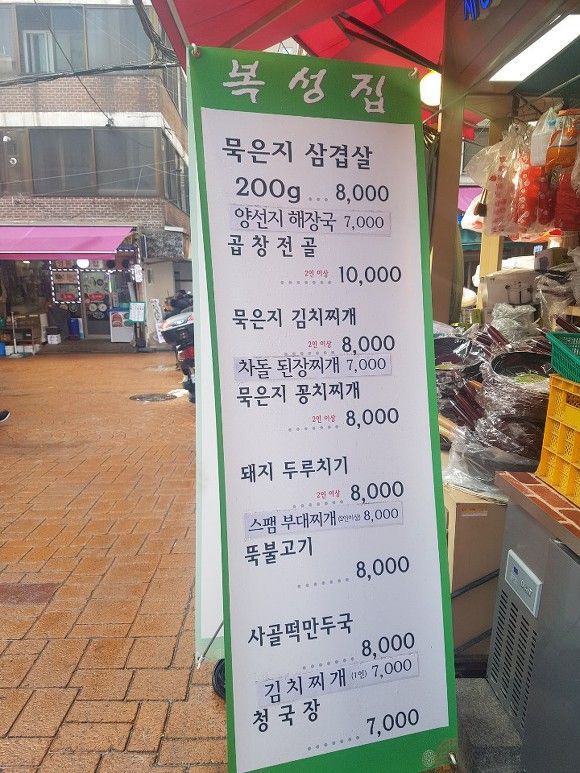 복성집
묵은지 삼겹살
200g ... 8,000
양선지 해장국 7,000
곱창전골
2인 이상 10,000
묵은지 김치찌개
2인 이상 8,000
차돌 된장찌개 7,000
묵은지 꽁치찌개
2인 이상 8,000
돼지 두루치기
2인 이상 8,000
스팸 부대찌개 (2인이상) 8,000
뚝불고기
8,000
사골떡만두국
8,000
김치찌개 (1인) 7,000
청국장
7,000